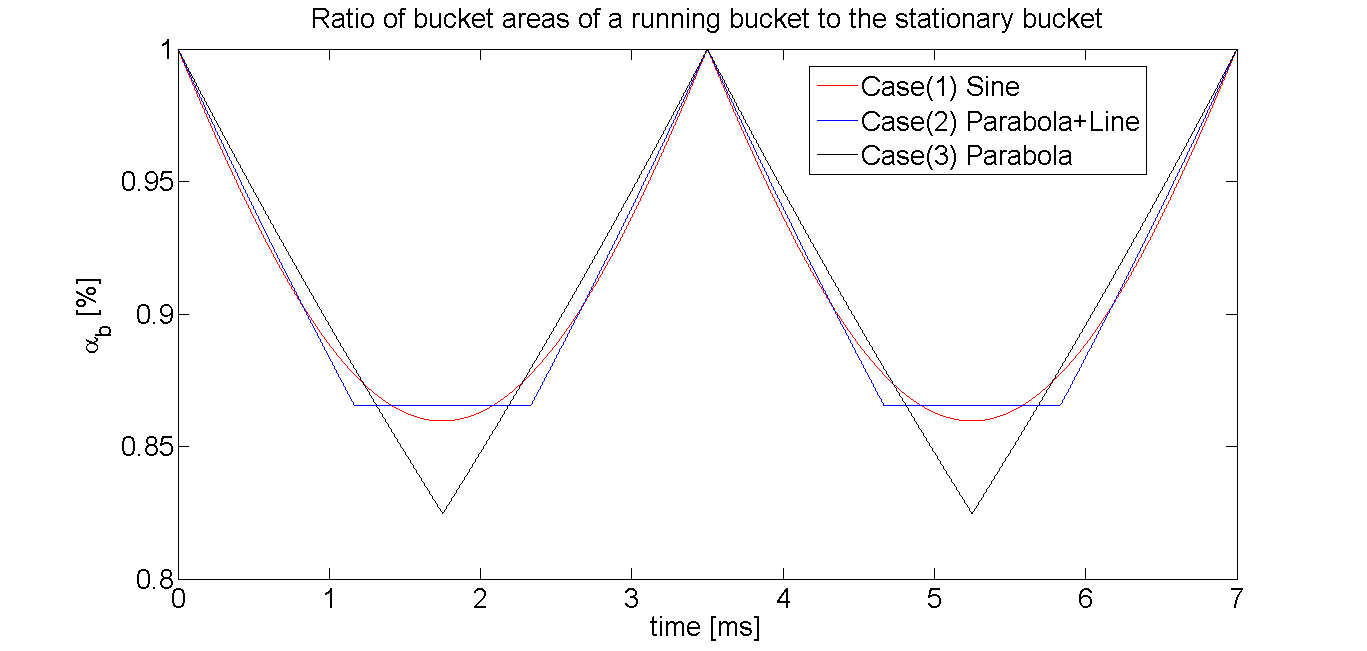 Ratio of bucket areas of a running bucket to the stationary bucket
1
0.95
0.9
0.85
0.8
αb [%]
Case(1) Sine
Case(2) Parabola+Line
Case(3) Parabola
0 1 2 3 4 5 6 7
time [ms]